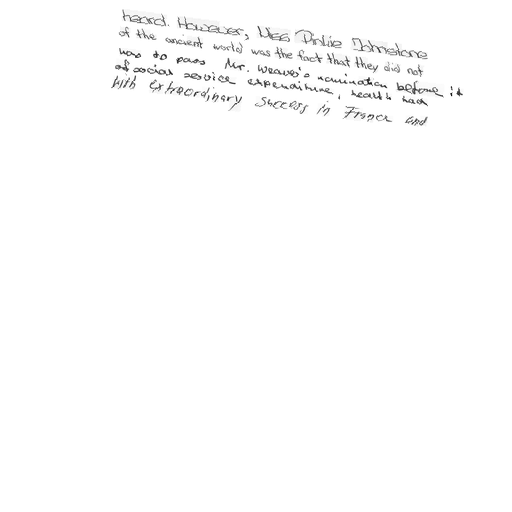 heard. However, Miss Pinkie Johnstone
of the ancient world was the fact that they did not
was to pass Mr. Weaver's nomination before it
of social service expenditure, health had
with extraordinary success in France and